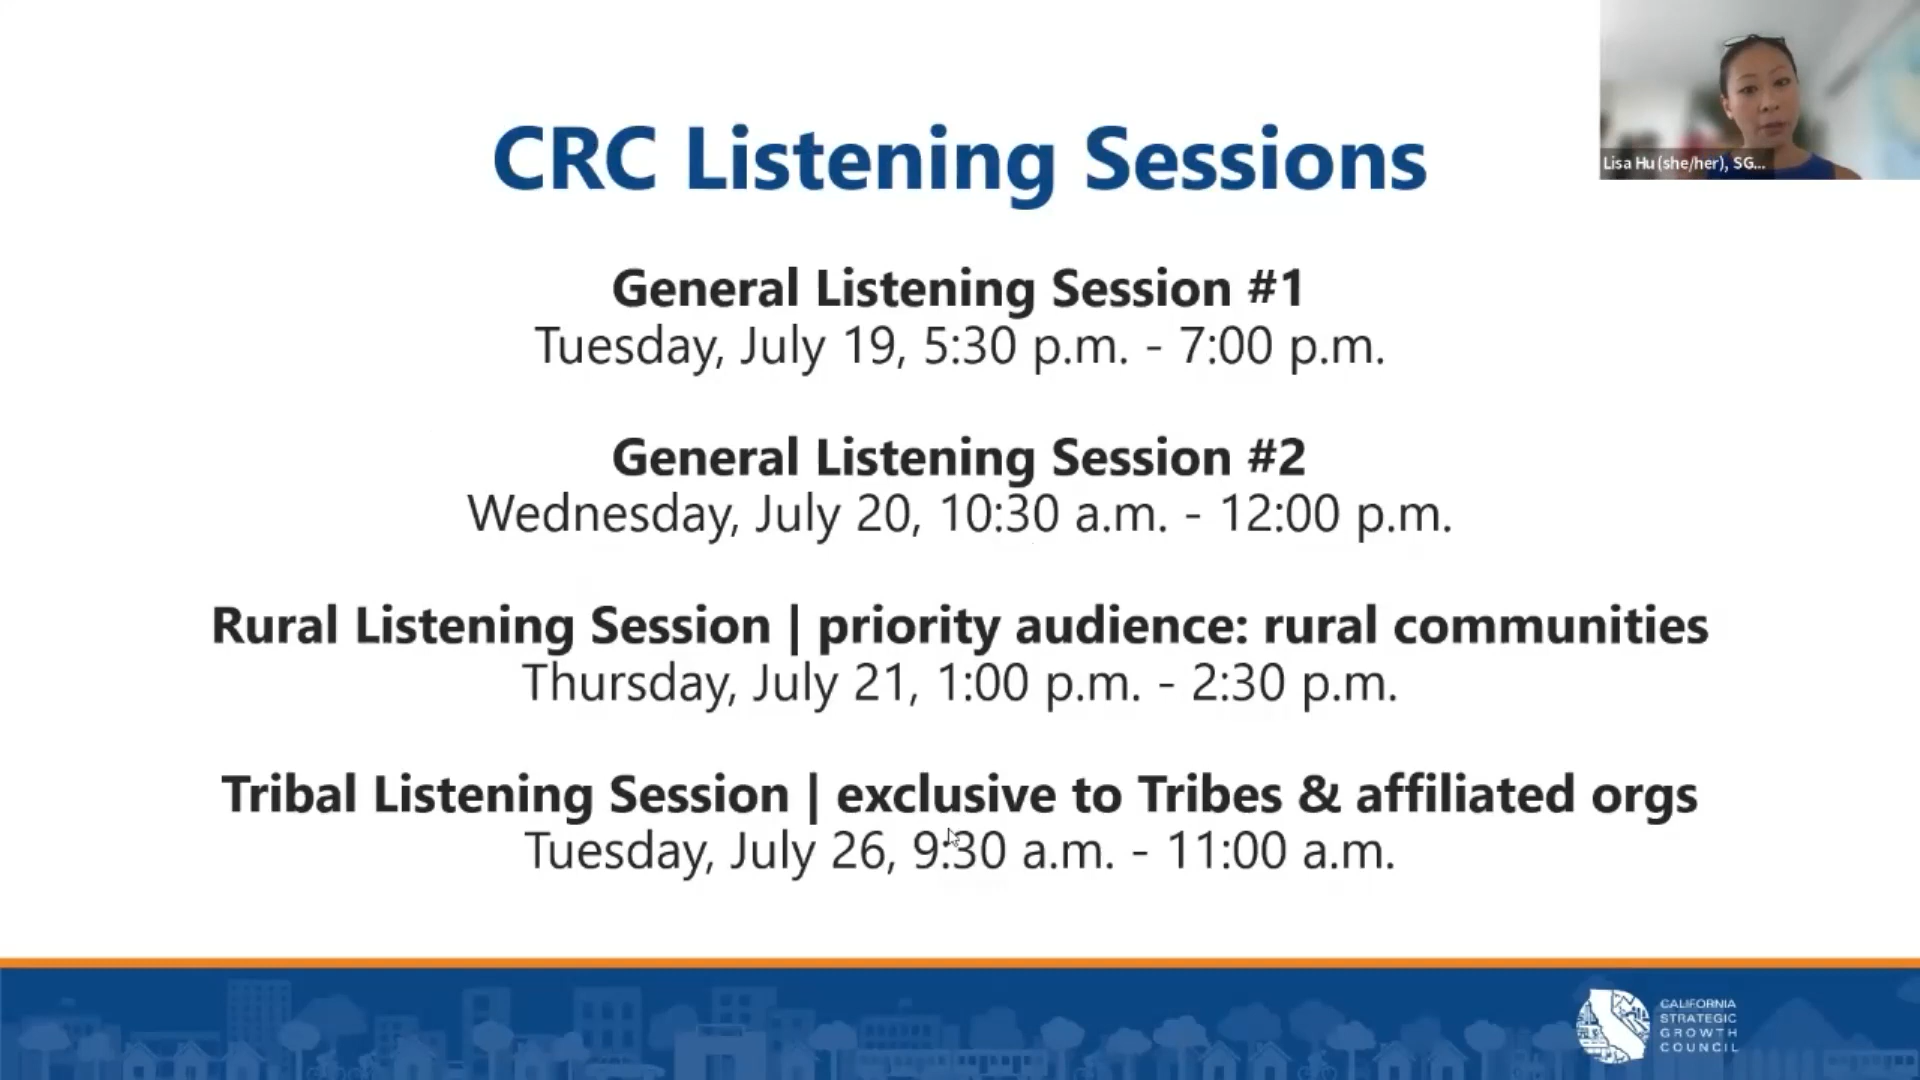 CRC Listening Sessions
Lisa Hu (she/her), SG...
General Listening Session #1
Tuesday, July 19, 5:30 p.m. - 7:00 p.m.
General Listening Session #2
Wednesday, July 20, 10:30 a.m. - 12:00 p.m.
Rural Listening Session | priority audience: rural communities
Thursday, July 21, 1:00 p.m. - 2:30 p.m.
Tribal Listening Session | exclusive to Tribes & affiliated orgs
Tuesday, July 26, 9:30 a.m. - 11:00 a.m.
CALIFORNIA
STRATEGIC
GROWTH
COUNCIL